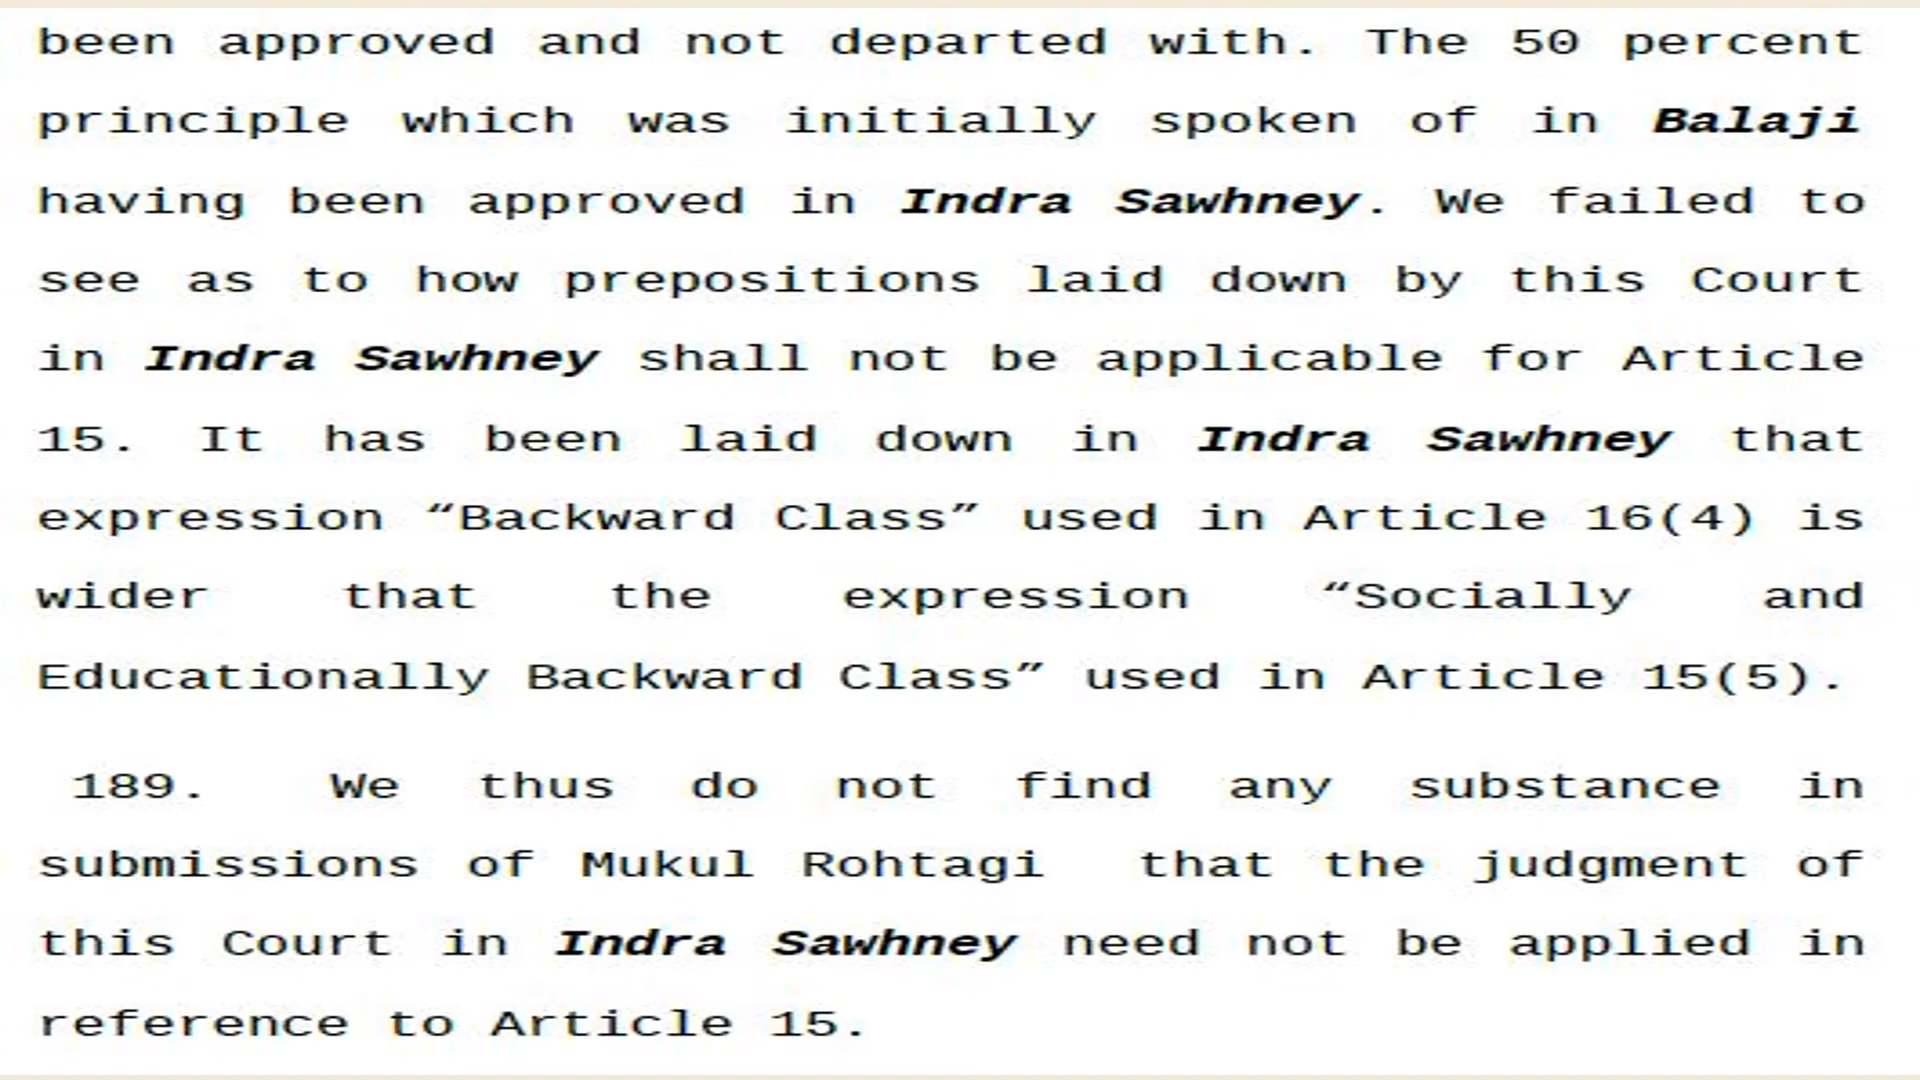 been approved and not departed with. The 50 percent
principle which was initially spoken of in Balaji
having been approved in Indra Sawhney. We failed to
see as to how prepositions laid down by this Court
in Indra Sawhney shall not be applicable for Article
15. It has been laid down in Indra Sawhney that
expression “Backward Class” used in Article 16(4) is
wider that the expression “Socially and
Educationally Backward Class” used in Article 15(5).
189. We thus do not find any substance in
submissions of Mukul Rohtagi that the judgment of
this Court in Indra Sawhney need not be applied in
reference to Article 15.